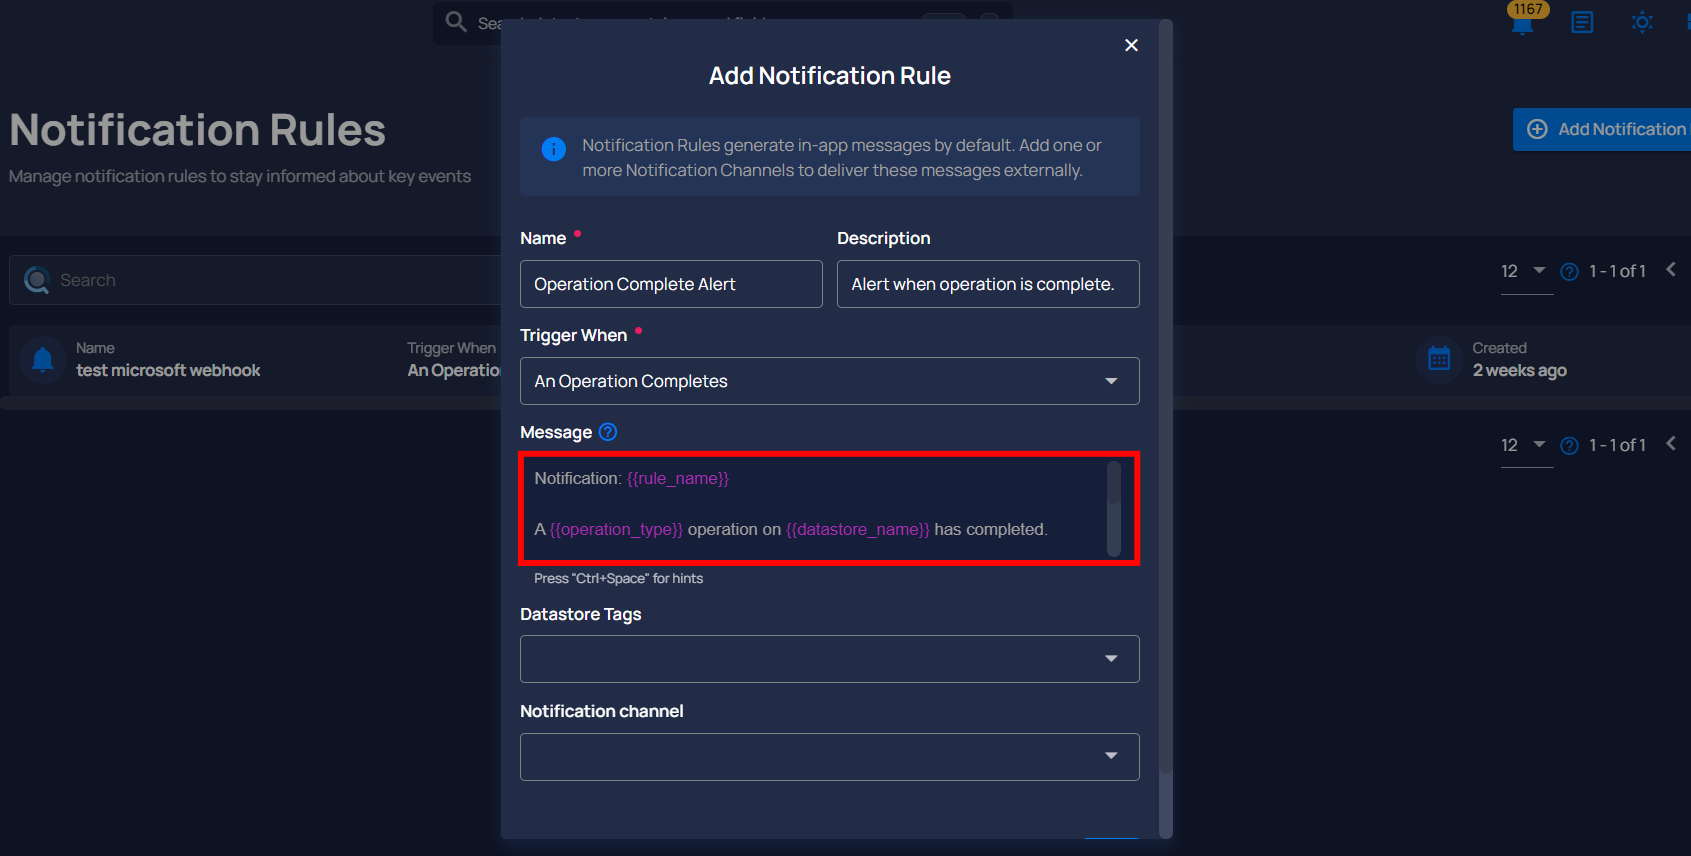 1167
Add Notification Rule
Notification Rules
Manage notification rules to stay informed about key events
Add Notification
Notification Rules generate in-app messages by default. Add one or
more Notification Channels to deliver these messages externally.
Name •
Description
Operation Complete Alert
Alert when operation is complete.
Search
12
1 - 1 of 1
Trigger When •
An Operation Completes
Name
test microsoft webhook
Trigger When
Created
2 weeks ago
Message
Notification: {{rule_name}}
A {{operation_type}} operation on {{datastore_name}} has completed.
Press "Ctrl+Space" for hints
12
1 - 1 of 1
Datastore Tags
Notification channel